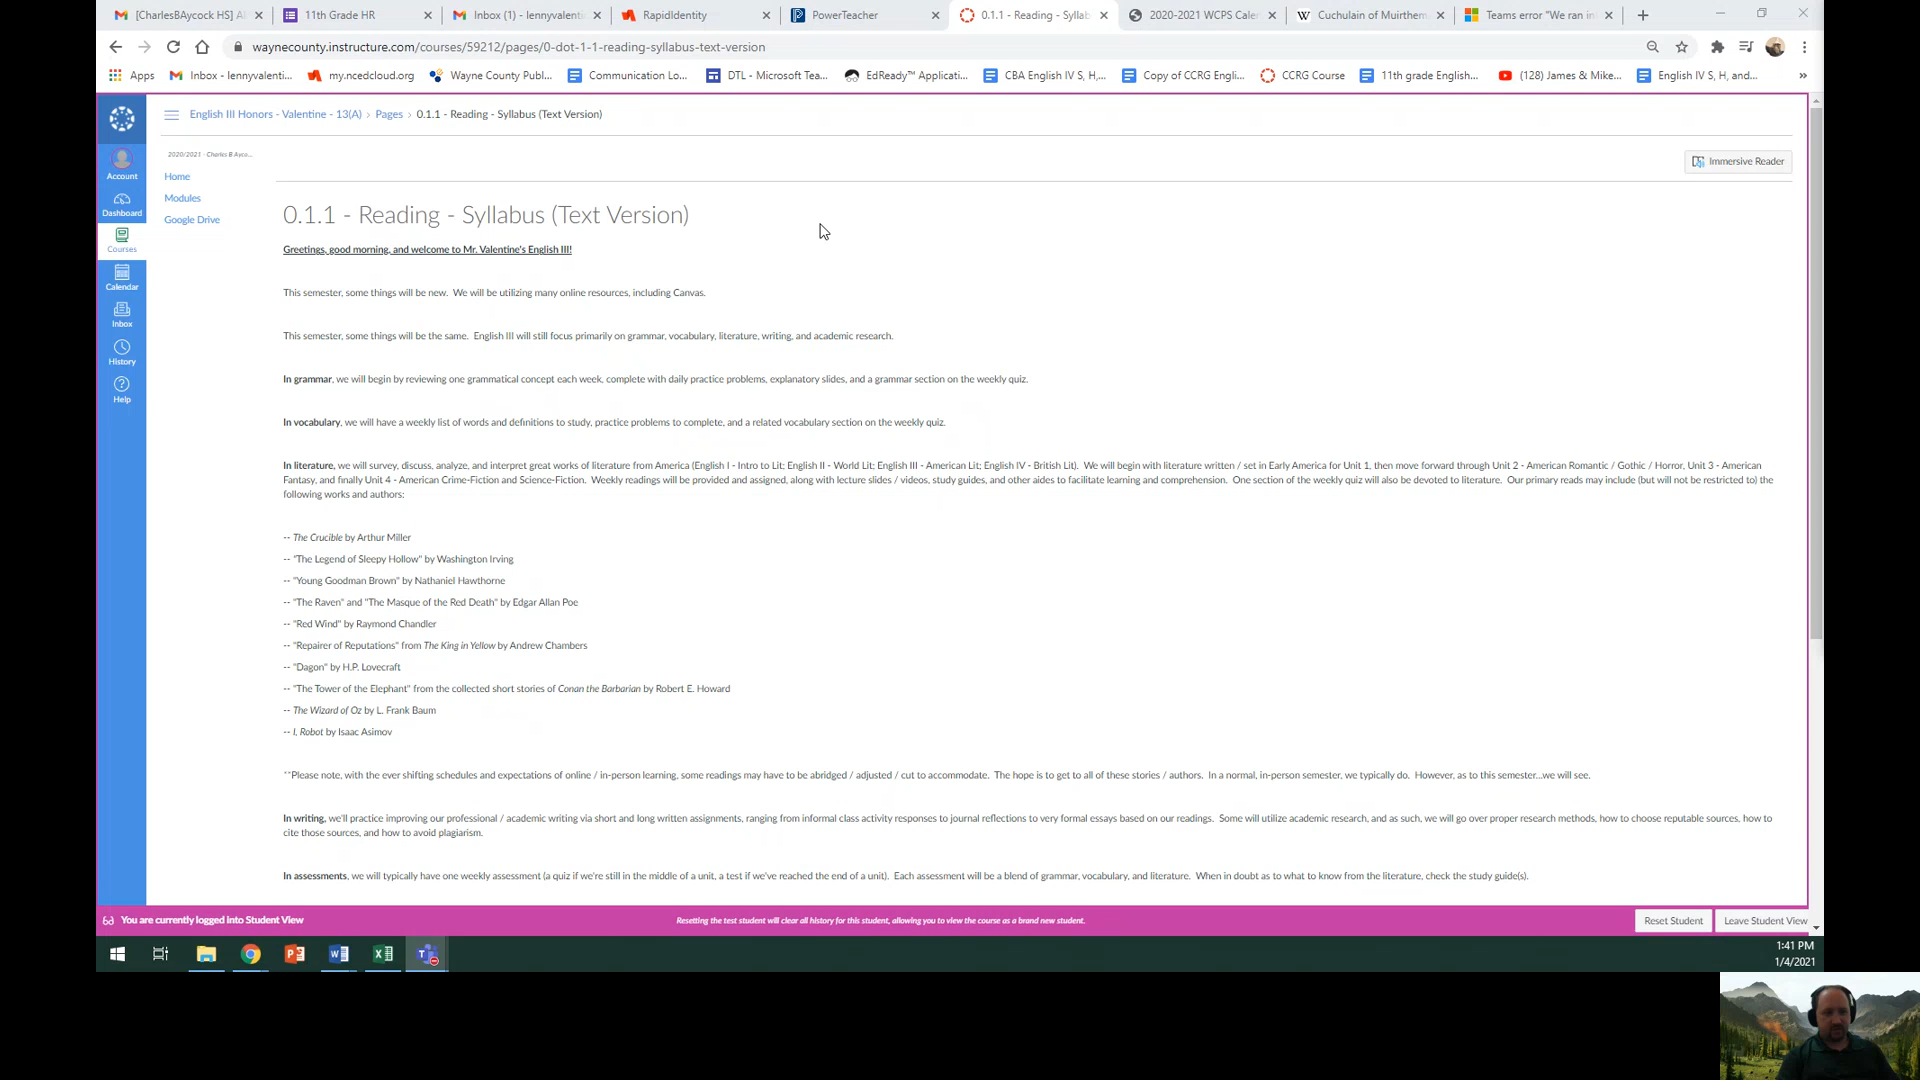 [CharlesBAycock HS] A
11th Grade HR
Inbox (1) - lennyvalenti
RapidIdentity
PowerTeacher
0.1.1 - Reading - Syllab
2020-2021 WCPS Cale
Cuchulain of Muirthem
Teams error "We ran in
waynecounty.instructure.com/courses/59212/pages/0-dot-1-1-reading-syllabus-text-version
Apps
Inbox - lennyvalenti...
my.ncedcloud.org
Wayne County Publ...
Communication Lo...
DTL - Microsoft Tea...
EdReady™ Applicati...
CBA English IV S, H,...
Copy of CCRG Engli...
CCRG Course
11th grade English...
(128) James & Mike...
English IV S, H, and...
»
English III Honors - Valentine - 13(A) › Pages › 0.1.1 - Reading - Syllabus (Text Version)
2020/2021 - Charles B Ayco...
Immersive Reader
Account
Dashboard
Courses
Calendar
Inbox
History
Help
Home
Modules
Google Drive
0.1.1 - Reading - Syllabus (Text Version)
Greetings, good morning, and welcome to Mr. Valentine's English III!
This semester, some things will be new. We will be utilizing many online resources, including Canvas.
This semester, some things will be the same. English III will still focus primarily on grammar, vocabulary, literature, writing, and academic research.
In grammar, we will begin by reviewing one grammatical concept each week, complete with daily practice problems, explanatory slides, and a grammar section on the weekly quiz.
In vocabulary, we will have a weekly list of words and definitions to study, practice problems to complete, and a related vocabulary section on the weekly quiz.
In literature, we will survey, discuss, analyze, and interpret great works of literature from America (English I - Intro to Lit; English II - World Lit; English III - American Lit; English IV - British Lit). We will begin with literature written / set in Early America for Unit 1, then move forward through Unit 2 - American Romantic / Gothic / Horror, Unit 3 - American
Fantasy, and finally Unit 4 - American Crime-Fiction and Science-Fiction. Weekly readings will be provided and assigned, along with lecture slides / videos, study guides, and other aides to facilitate learning and comprehension. One section of the weekly quiz will also be devoted to literature. Our primary reads may include (but will not be restricted to) the
following works and authors:
-- The Crucible by Arthur Miller
-- "The Legend of Sleepy Hollow" by Washington Irving
-- "Young Goodman Brown" by Nathaniel Hawthorne
-- "The Raven" and "The Masque of the Red Death" by Edgar Allan Poe
-- "Red Wind" by Raymond Chandler
-- "Repairer of Reputations" from The King in Yellow by Andrew Chambers
-- "Dagon" by H.P. Lovecraft
-- "The Tower of the Elephant" from the collected short stories of Conan the Barbarian by Robert E. Howard
-- The Wizard of Oz by L. Frank Baum
-- I, Robot by Isaac Asimov
**Please note, with the ever shifting schedules and expectations of online / in-person learning, some readings may have to be abridged / adjusted / cut to accommodate. The hope is to get to all of these stories / authors. In a normal, in-person semester, we typically do. However, as to this semester...we will see.
In writing, we'll practice improving our professional / academic writing via short and long written assignments, ranging from informal class activity responses to journal reflections to very formal essays based on our readings. Some will utilize academic research, and as such, we will go over proper research methods, how to choose reputable sources, how to
cite those sources, and how to avoid plagiarism.
In assessments, we will typically have one weekly assessment (a quiz if we're still in the middle of a unit, a test if we've reached the end of a unit). Each assessment will be a blend of grammar, vocabulary, and literature. When in doubt as to what to know from the literature, check the study guide(s).
You are currently logged into Student View
Resetting the test student will clear all history for this student, allowing you to view the course as a brand new student.
Reset Student
Leave Student View
1:41 PM
1/4/2021